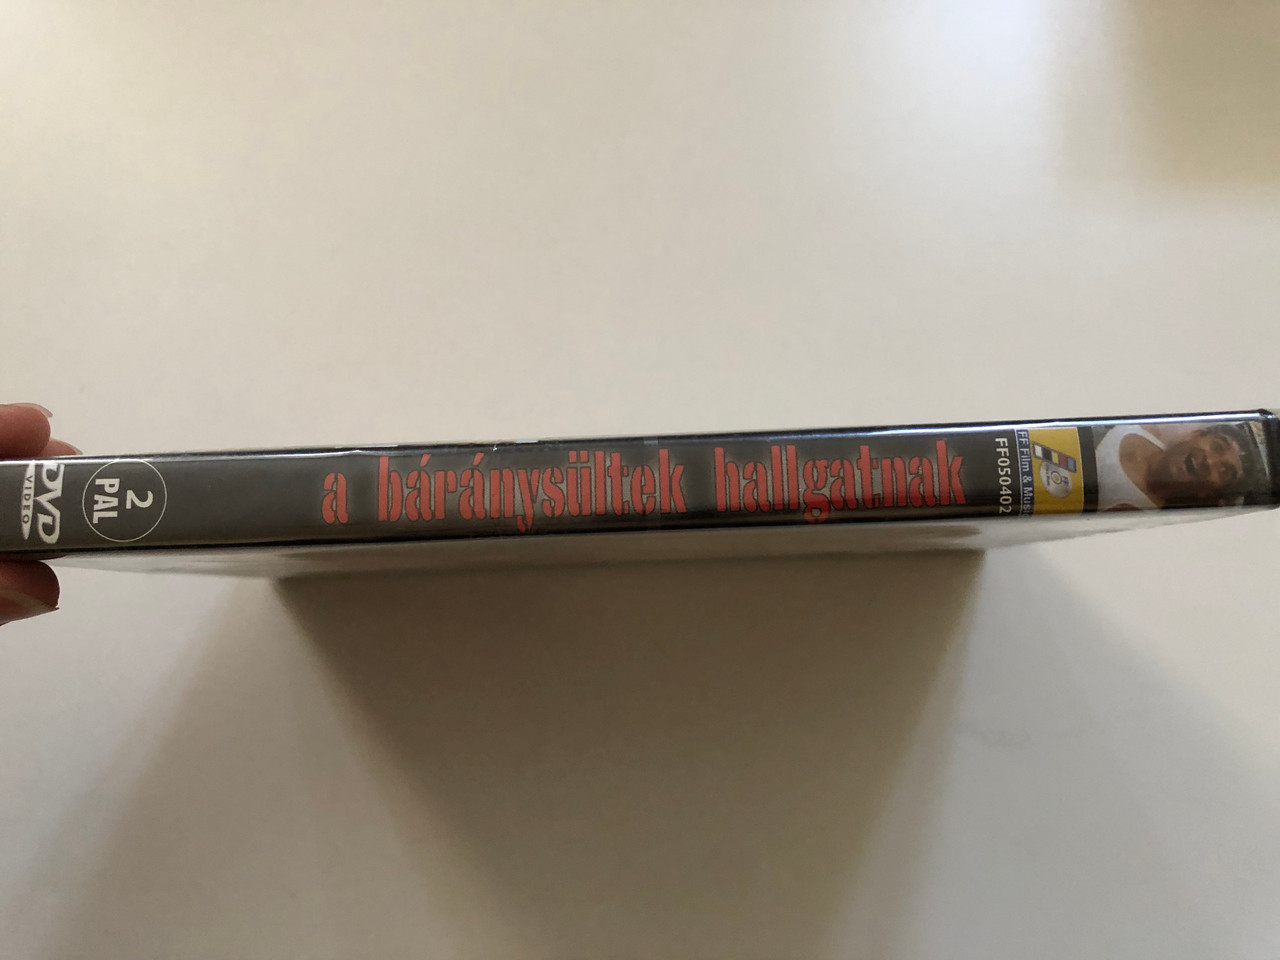 DVD
VIDEO
2
PAL
a báránysültek hallgatnak
FF050402
FF Film & Music